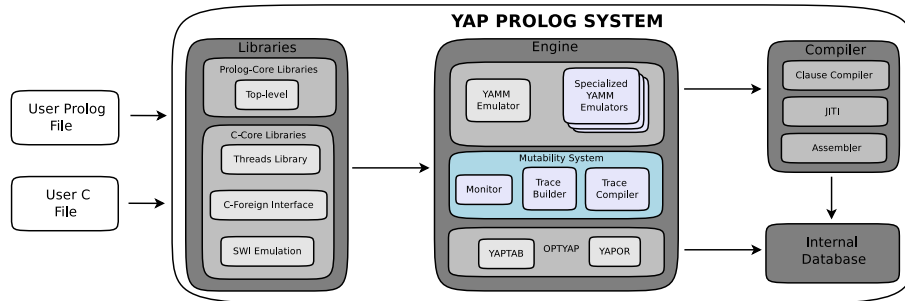 YAP PROLOG SYSTEM
User Prolog
File
User C
File
Libraries
Prolog-Core Libraries
Top-level
C-Core Libraries
Threads Library
C-Foreign Interface
SWI Emulation
Engine
YAMM
Emulator
Specialized
YAMM
Emulators
Mutability System
Monitor
Trace
Builder
Trace
Compiler
YAPTAB OPTYAP YAPOR
Compiler
Clause Compiler
JITI
Assembler
Internal
Database